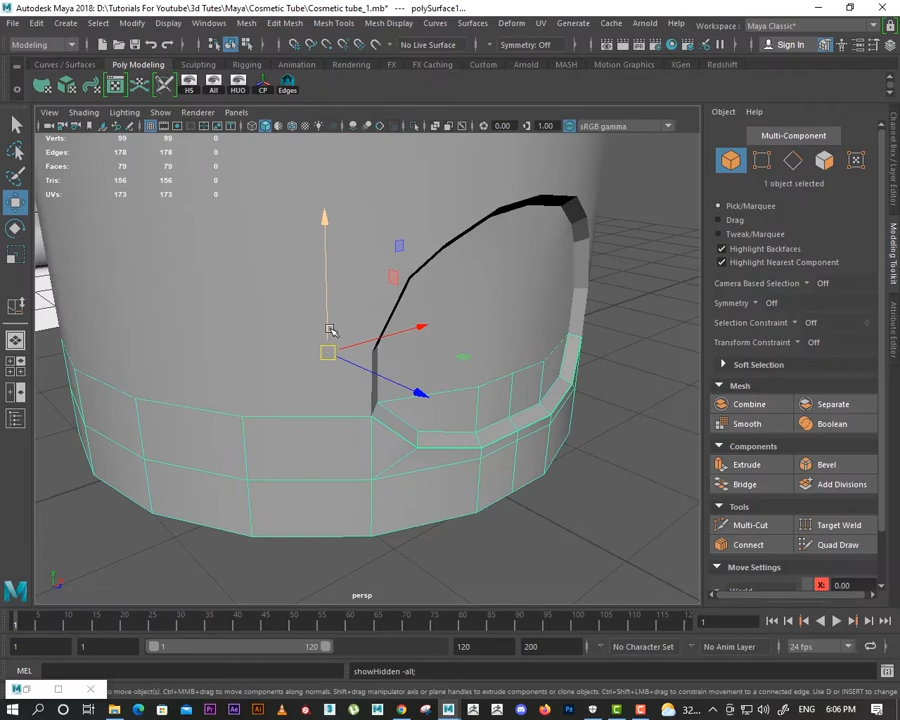 Autodesk Maya 2018: D:\Tutorials For Youtube\3d Tutes\Maya\Cosmetic Tube\Cosmetic tube_1.mb*   ---   polySurface1...
File Edit Create Select Modify Display Windows Mesh Edit Mesh Mesh Tools Mesh Display Curves Surfaces Deform UV Generate Cache Arnold Help Workspace : Maya Classic*
Modeling No Live Surface Symmetry: Off Sign In
Curves / Surfaces Poly Modeling Sculpting Rigging Animation Rendering FX FX Caching Custom Arnold MASH Motion Graphics XGen Redshift
HS All HUO CP Edges
View Shading Lighting Show Renderer Panels
0.00 1.00 sRGB gamma
Verts: 99 99 0
Edges: 178 178 0
Faces: 79 79 0
Tris: 156 156 0
UVs: 173 173 0
persp
Object Help
Multi-Component
1 object selected
Pick/Marquee
Drag
Tweak/Marquee
Highlight Backfaces
Highlight Nearest Component
Camera Based Selection Off
Symmetry Off
Selection Constraint Off
Transform Constraint Off
Soft Selection
Mesh
Combine Separate
Smooth Boolean
Components
Extrude Bevel
Bridge Add Divisions
Tools
Multi-Cut Target Weld
Connect Quad Draw
Move Settings
X: 0.00
Channel Box / Layer Editor
Modeling Toolkit
Attribute Editor
5 10 15 20 25 30 35 40 45 50 55 60 65 70 75 80 85 90 95 100 105 110 115 12
1
1 1 1 120 120 200 No Character Set No Anim Layer 24 fps
MEL showHidden -all;
to move object(s). Ctrl+MMB+drag to move components along normals. Shift+drag manipulator axis or plane handles to extrude components or clone objects. Ctrl+Shift+LMB+drag to constrain movement to a connected edge. Use D or INSERT to change
32... ENG 6:06 PM